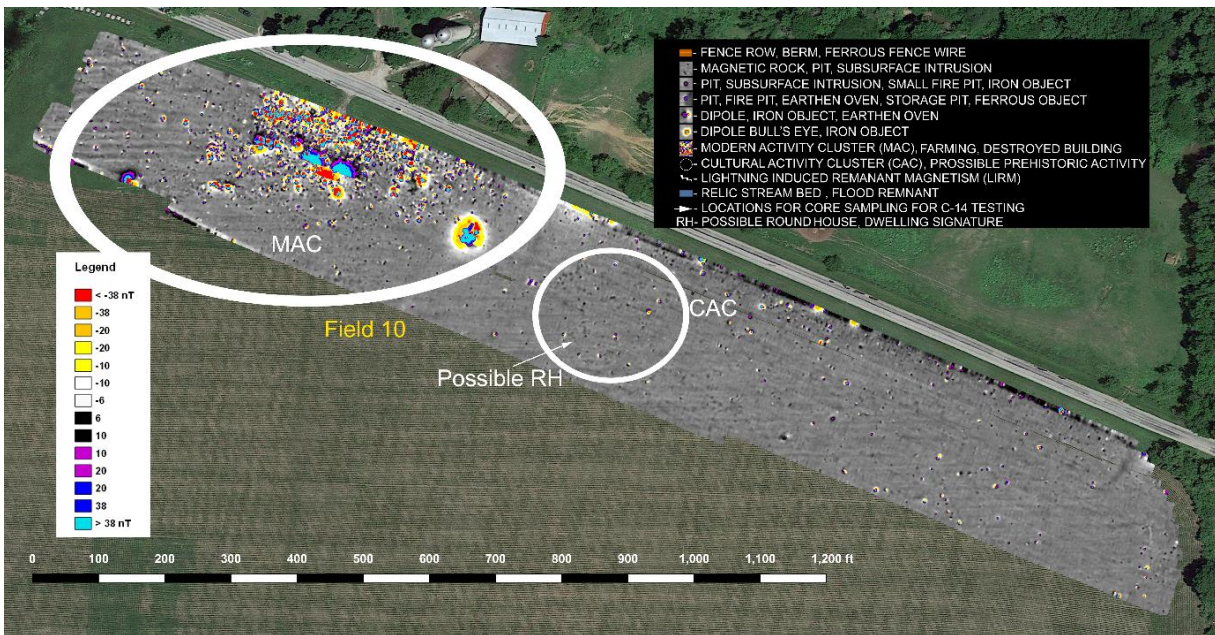 - FENCE ROW, BERM, FERROUS FENCE WIRE
- MAGNETIC ROCK, PIT, SUBSURFACE INTRUSION
- PIT, SUBSURFACE INTRUSION, SMALL FIRE PIT, IRON OBJECT
- PIT, FIRE PIT, EARTHEN OVEN, STORAGE PIT, FERROUS OBJECT
- DIPOLE, IRON OBJECT, EARTHEN OVEN
- DIPOLE BULL'S EYE, IRON OBJECT
- MODERN ACTIVITY CLUSTER (MAC), FARMING, DESTROYED BUILDING
- CULTURAL ACTIVITY CLUSTER (CAC), PROSSIBLE PREHISTORIC ACTIVITY
- LIGHTNING INDUCED REMANANT MAGNETISM (LIRM)
- RELIC STREAM BED , FLOOD REMNANT
- LOCATIONS FOR CORE SAMPLING FOR C-14 TESTING
RH- POSSIBLE ROUND HOUSE, DWELLING SIGNATURE
MAC
CAC
Field 10
Possible RH
Legend
< -38 nT
-38
-20
-20
-10
-10
-6
6
10
10
20
20
38
> 38 nT
0 100 200 300 400 500 600 700 800 900 1,000 1,100 1,200 ft